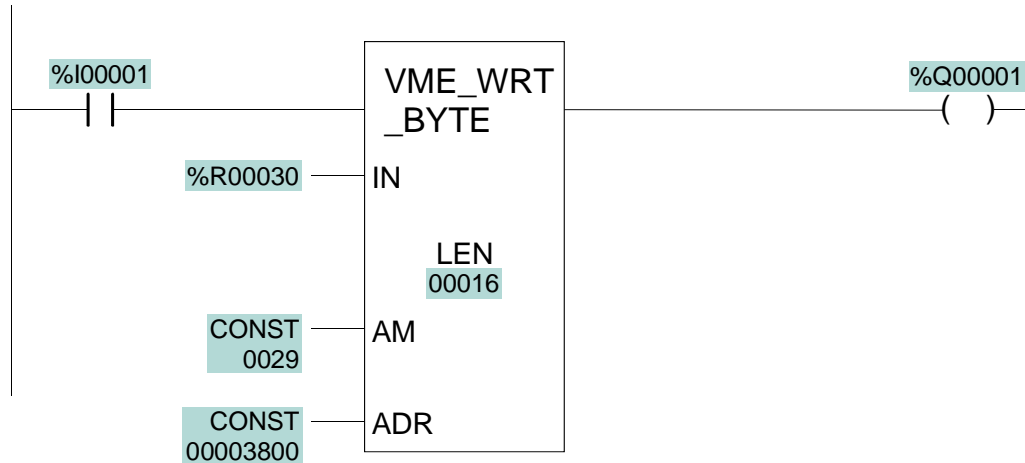 %I00001
%Q00001
VME_WRT
_BYTE
%R00030
IN
LEN
00016
CONST
0029
AM
CONST
00003800
ADR